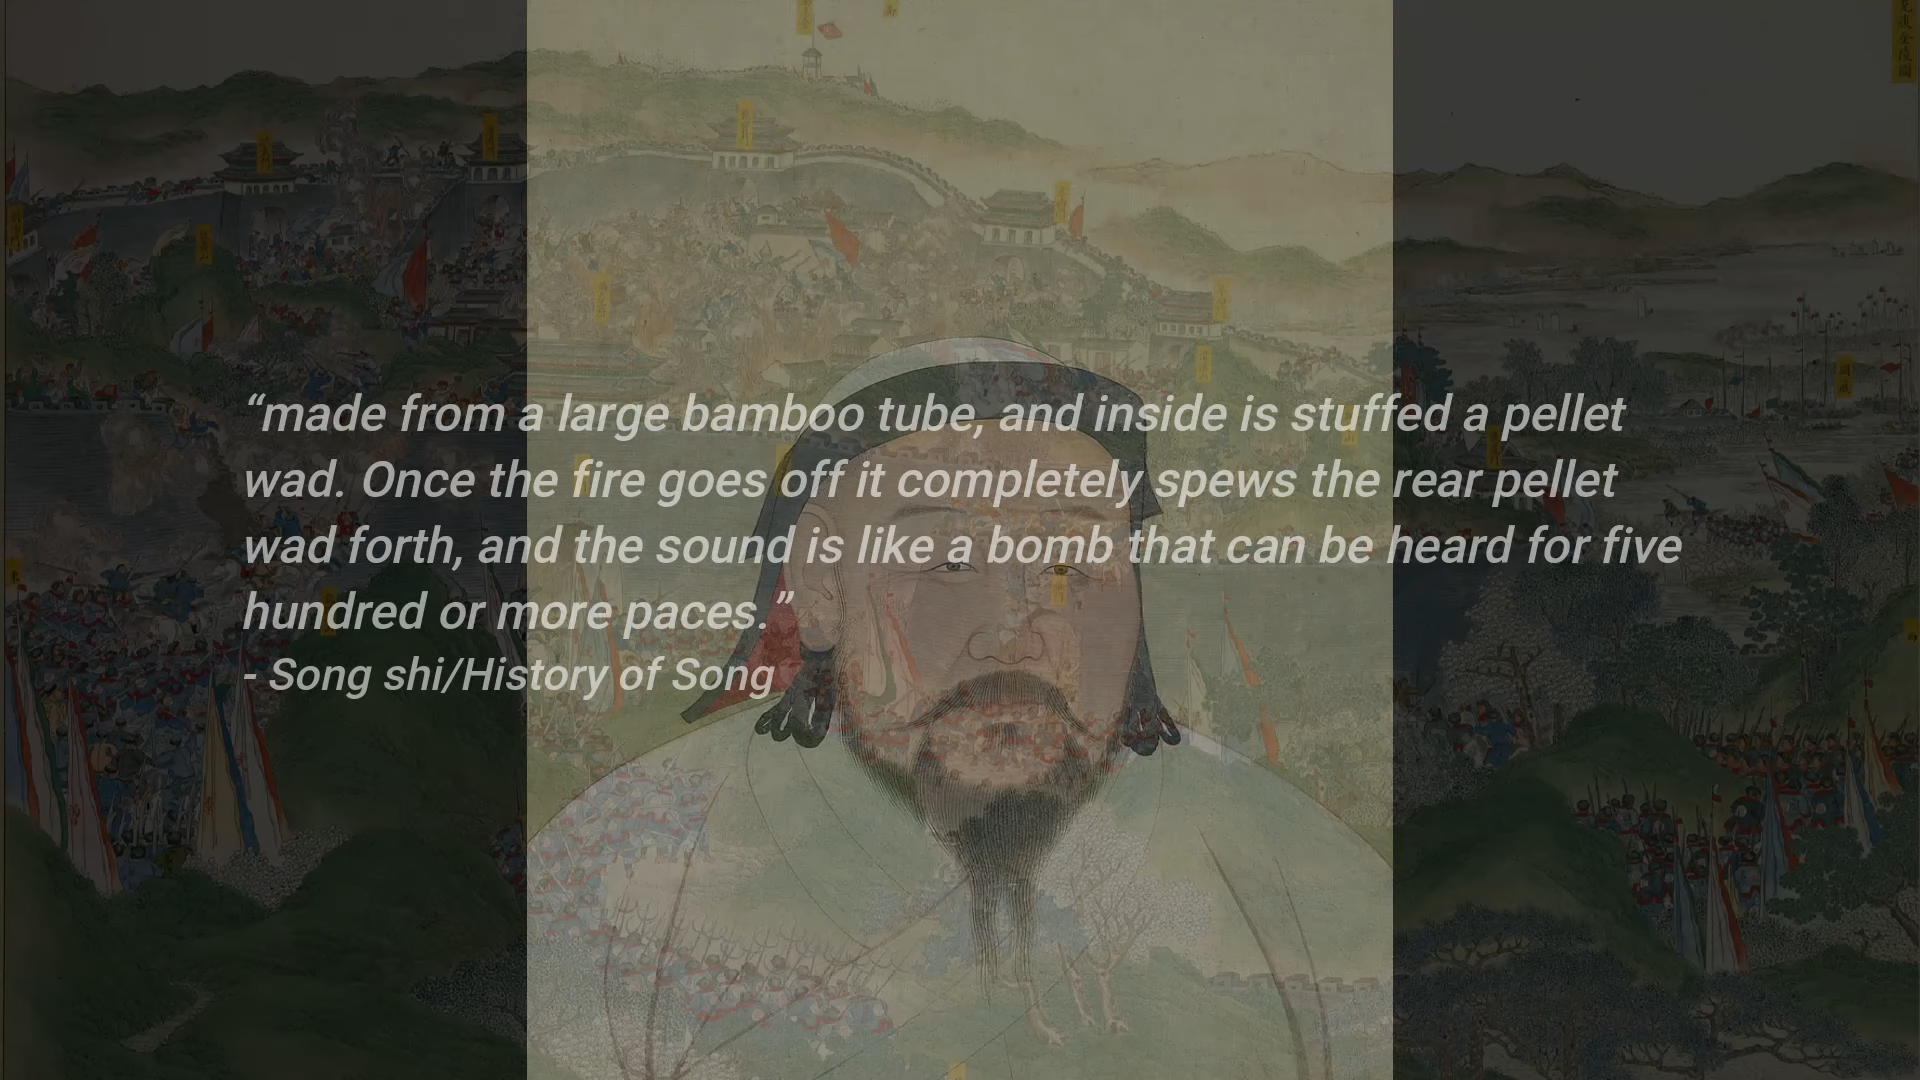 “made from a large bamboo tube, and inside is stuffed a pellet
wad. Once the fire goes off it completely spews the rear pellet
wad forth, and the sound is like a bomb that can be heard for five
hundred or more paces.”
- Song shi/History of Song